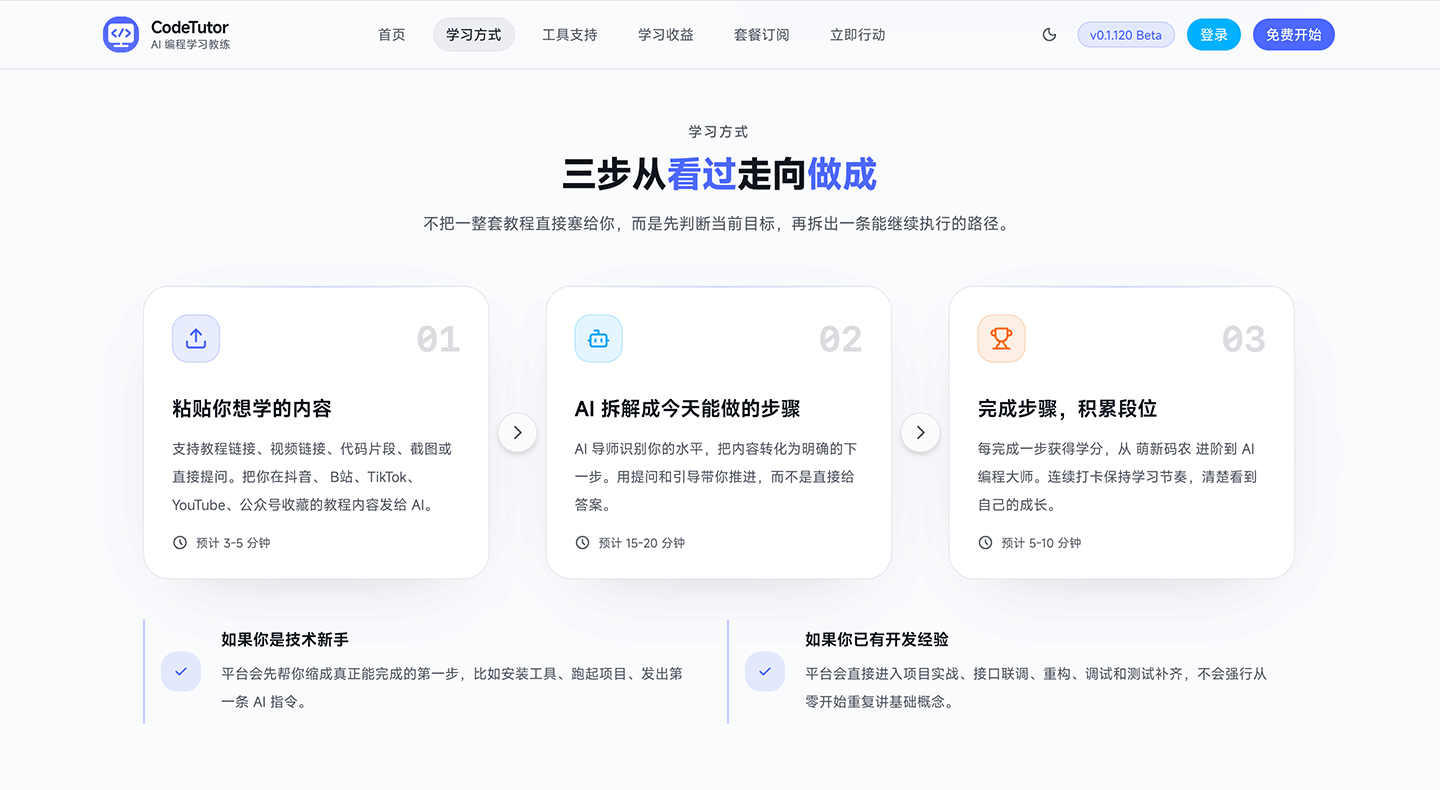 CodeTutor
AI 编程学习教练
首页
学习方式
工具支持
学习收益
套餐订阅
立即行动
v0.1.120 Beta
登录
免费开始
学习方式
三步从看过走向做成
不把一整套教程直接塞给你，而是先判断当前目标，再拆出一条能继续执行的路径。
01
粘贴你想学的内容
支持教程链接、视频链接、代码片段、截图或
直接提问。把你在抖音、 B站、TikTok、
YouTube、公众号收藏的教程内容发给 AI。
预计 3-5 分钟
02
AI 拆解成今天能做的步骤
AI 导师识别你的水平，把内容转化为明确的下
一步。用提问和引导带你推进，而不是直接给
答案。
预计 15-20 分钟
03
完成步骤，积累段位
每完成一步获得学分，从 萌新码农 进阶到 AI
编程大师。连续打卡保持学习节奏，清楚看到
自己的成长。
预计 5-10 分钟
如果你是技术新手
平台会先帮你缩成真正能完成的第一步，比如安装工具、跑起项目、发出第
一条 AI 指令。
如果你已有开发经验
平台会直接进入项目实战、接口联调、重构、调试和测试补齐，不会强行从
零开始重复讲基础概念。